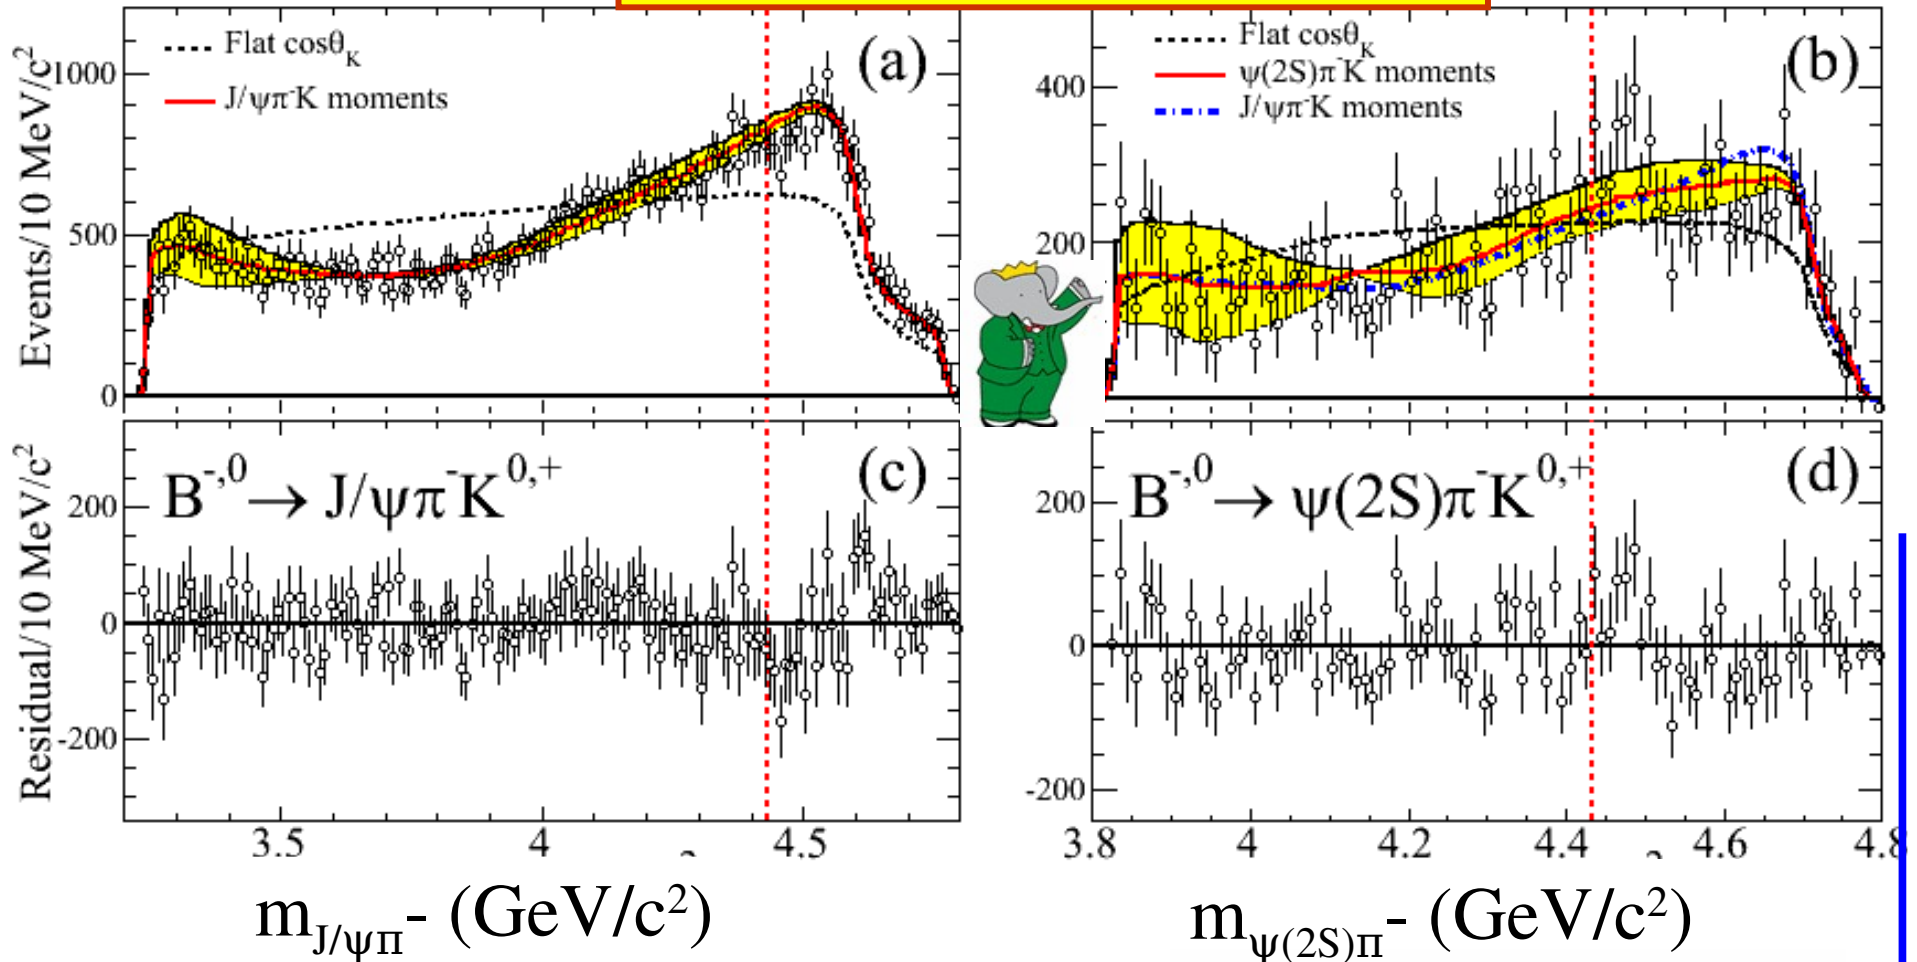 Flat cosθK
J/ψπ-K moments
(a)
Events/10 MeV/c²
1000
500
0
Flat cosθK
ψ(2S)π-K moments
J/ψπ-K moments
(b)
400
200
B-,0→ J/ψπ-K0,+
(c)
Residual/10 MeV/c²
200
0
-200
3.5 4 4.5
B-,0→ ψ(2S)π-K0,+
(d)
200
0
-200
3.8 4 4.2 4.4 4.6 4.8
mJ/ψπ- (GeV/c²)
mψ(2S)π- (GeV/c²)